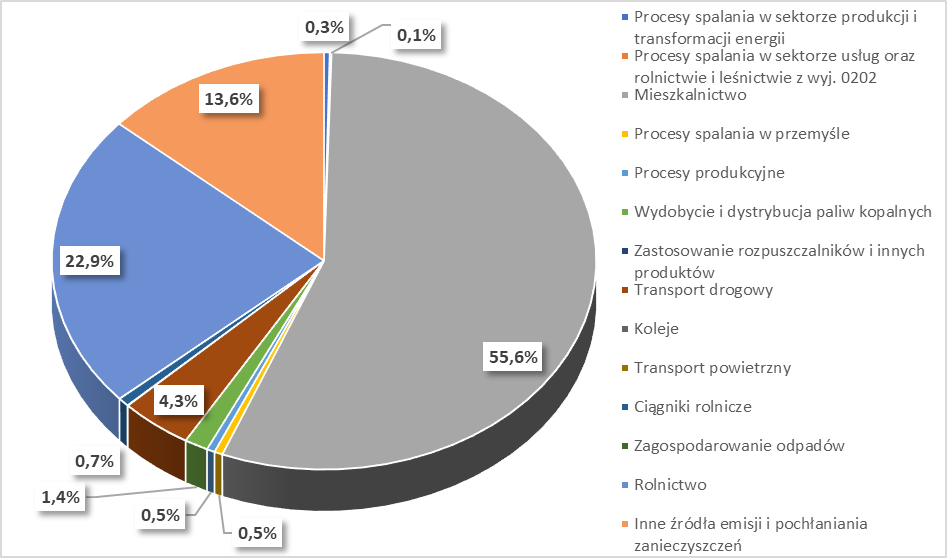 0,3%
0,1%
13,6%
22,9%
55,6%
4,3%
0,7%
1,4%
0,5%
0,5%
Procesy spalania w sektorze produkcji i
transformacji energii
Procesy spalania w sektorze usług oraz
rolnictwie i leśnictwie z wyj. 0202
Mieszkalnictwo
Procesy spalania w przemyśle
Procesy produkcyjne
Wydobycie i dystrybucja paliw kopalnych
Zastosowanie rozpuszczalników i innych
produktów
Transport drogowy
Koleje
Transport powietrzny
Ciągniki rolnicze
Zagospodarowanie odpadów
Rolnictwo
Inne źródła emisji i pochłaniania
zanieczyszczeń